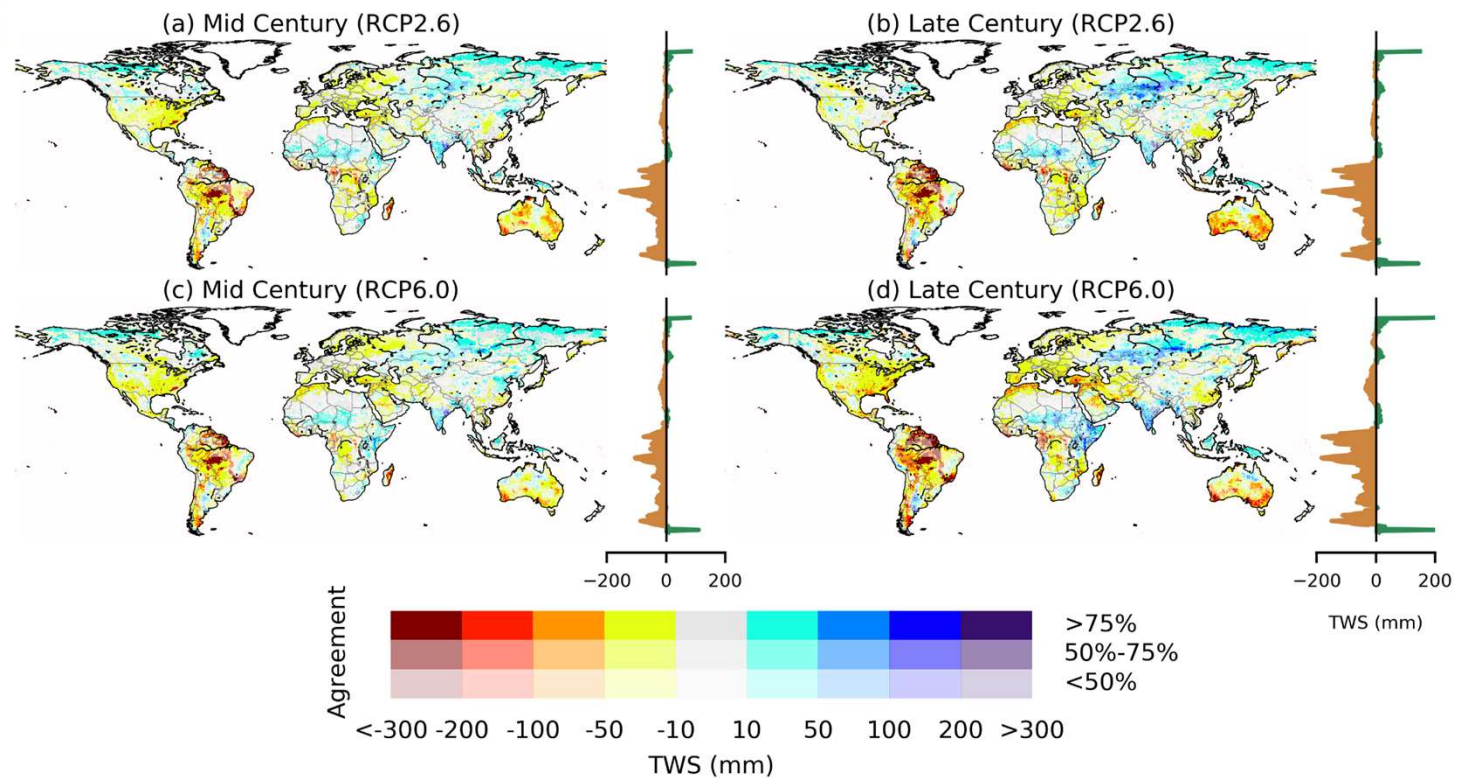 (a) Mid Century (RCP2.6)
(b) Late Century (RCP2.6)
(c) Mid Century (RCP6.0)
(d) Late Century (RCP6.0)
−200 0 200
−200 0 200
TWS (mm)
Agreement
>75%
50%-75%
<50%
<-300 -200 -100 -50 -10 10 50 100 200 >300
TWS (mm)